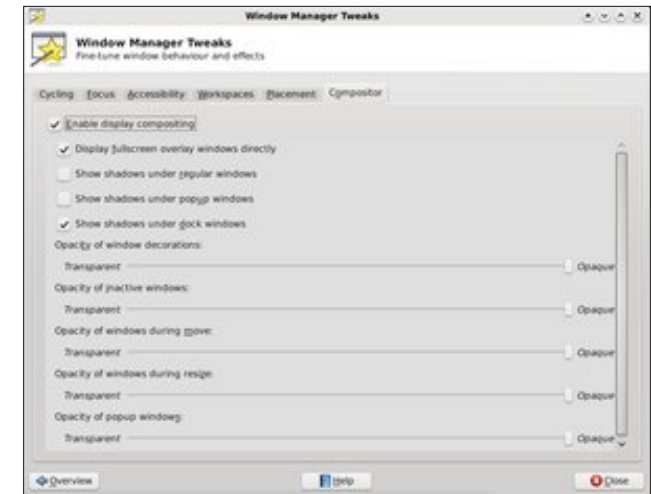 Window Manager Tweaks
Window Manager Tweaks
Fine-tune window behaviour and effects
Cycling Focus Accessibility Workspaces Placement Compositor
Enable display compositing
Display fullscreen overlay windows directly
Show shadows under regular windows
Show shadows under popup windows
Show shadows under dock windows
Opacity of window decorations:
Transparent Opaque
Opacity of inactive windows:
Transparent Opaque
Opacity of windows during move:
Transparent Opaque
Opacity of windows during resize:
Transparent Opaque
Opacity of popup windows:
Transparent Opaque
Overview Help Close